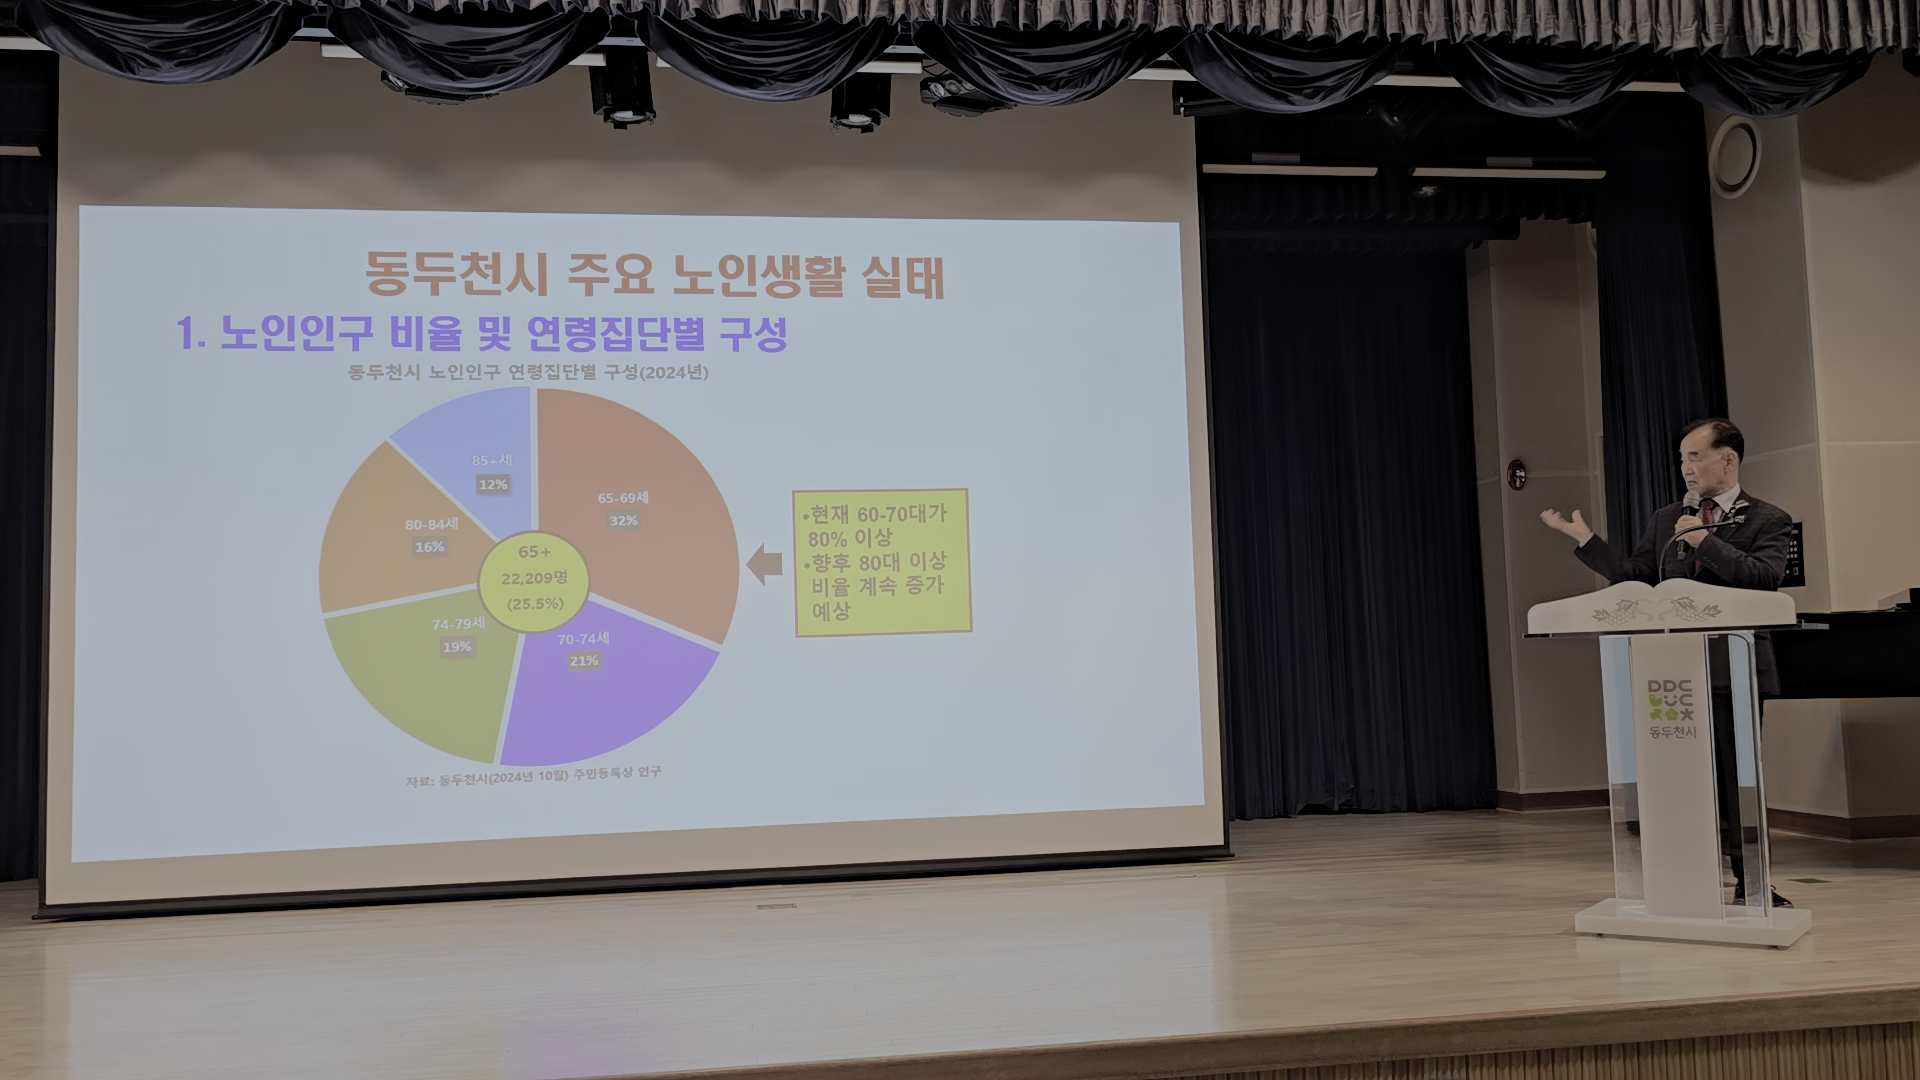 동두천시 주요 노인생활 실태
1. 노인인구 비율 및 연령집단별 구성
동두천시 노인인구 연령집단별 구성(2024년)
85+세
12%
65-69세
32%
80-84세
16%
65+
22,209명
(25.5%)
74-79세
19%
70-74세
21%
•현재 60-70대가
80% 이상
•향후 80대 이상
비율 계속 증가
예상
자료: 동두천시(2024년 10월) 주민등록상 인구
DDC
동두천시